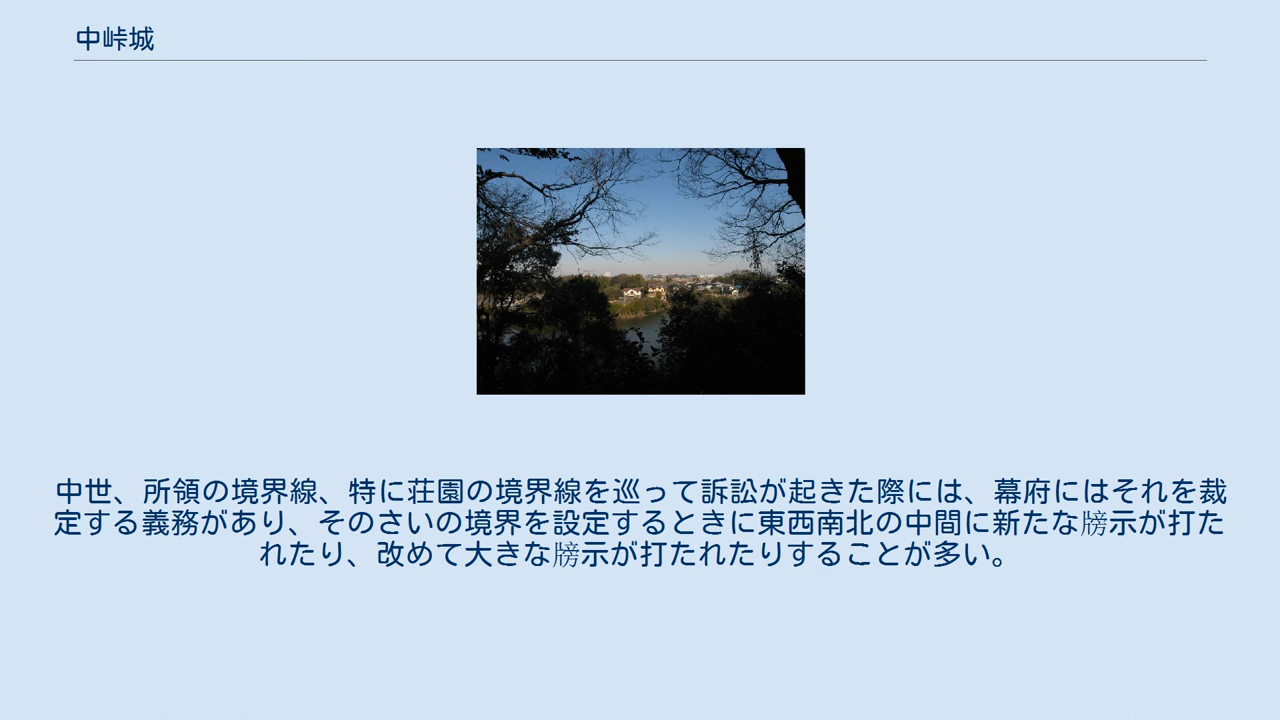 中峠城
中世、所領の境界線、特に荘園の境界線を巡って訴訟が起きた際には、幕府にはそれを裁
定する義務があり、そのさいの境界を設定するときに東西南北の中間に新たな牓示が打た
れたり、改めて大きな牓示が打たれたりすることが多い。